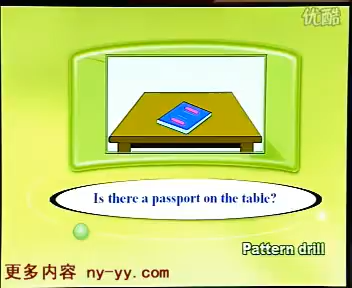 优酷
Is there a passport on the table?
Pattern drill
更多内容 ny-yy.com